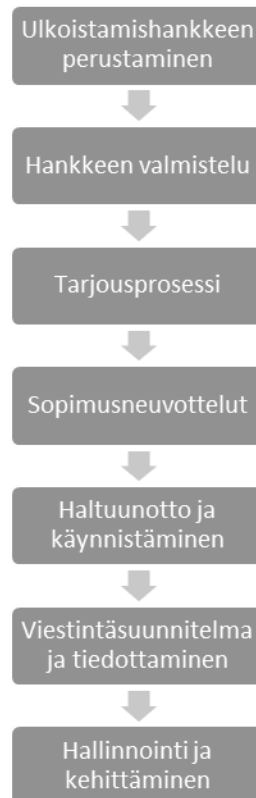 Ulkoistamishankkeen
perustaminen
Hankkeen valmistelu
Tarjousprosessi
Sopimusneuvottelut
Haltuunotto ja
käynnistäminen
Viestintäsuunnitelma
ja tiedottaminen
Hallinnointi ja
kehittäminen